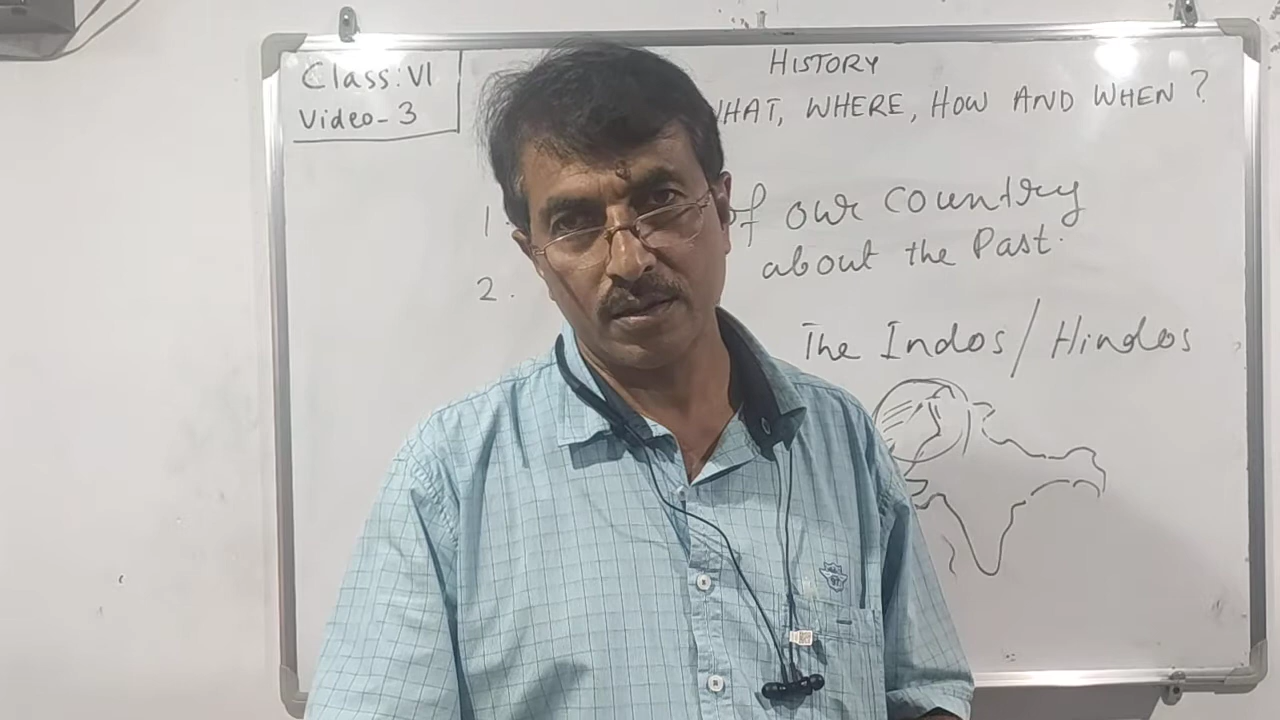 Class: VI
Video-3
HISTORY
WHAT, WHERE, HOW AND WHEN?
1. of our country
2. about the Past.
The Indos/Hindos